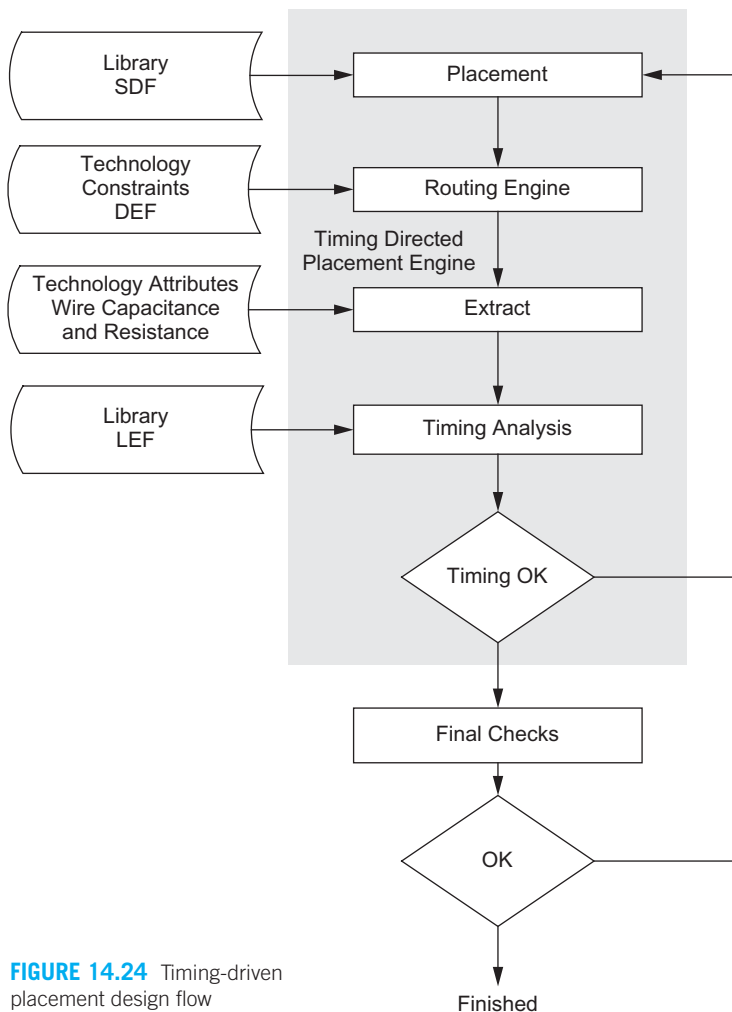 Library
SDF
Placement
Technology
Constraints
DEF
Routing Engine
Timing Directed
Placement Engine
Technology Attributes
Wire Capacitance
and Resistance
Extract
Library
LEF
Timing Analysis
Timing OK
Final Checks
OK
FIGURE 14.24 Timing-driven
placement design flow
Finished